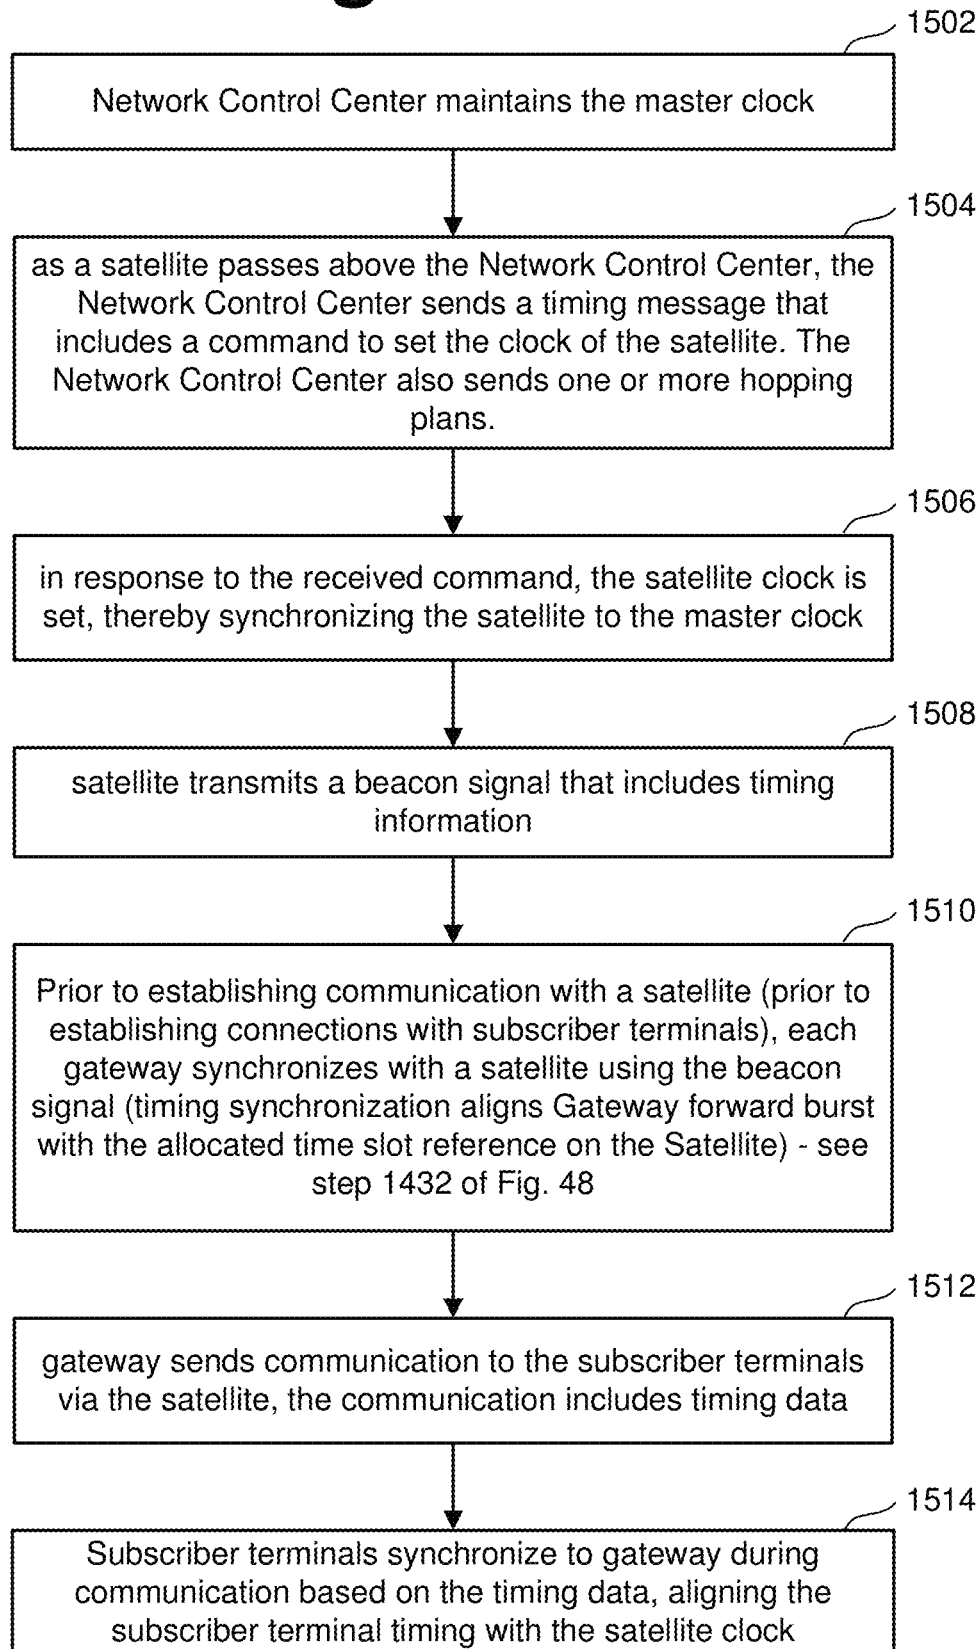 1502
Network Control Center maintains the master clock
1504
as a satellite passes above the Network Control Center, the
Network Control Center sends a timing message that
includes a command to set the clock of the satellite. The
Network Control Center also sends one or more hopping
plans.
1506
in response to the received command, the satellite clock is
set, thereby synchronizing the satellite to the master clock
1508
satellite transmits a beacon signal that includes timing
information
1510
Prior to establishing communication with a satellite (prior to
establishing connections with subscriber terminals), each
gateway synchronizes with a satellite using the beacon
signal (timing synchronization aligns Gateway forward burst
with the allocated time slot reference on the Satellite) - see
step 1432 of Fig. 48
1512
gateway sends communication to the subscriber terminals
via the satellite, the communication includes timing data
1514
Subscriber terminals synchronize to gateway during
communication based on the timing data, aligning the
subscriber terminal timing with the satellite clock